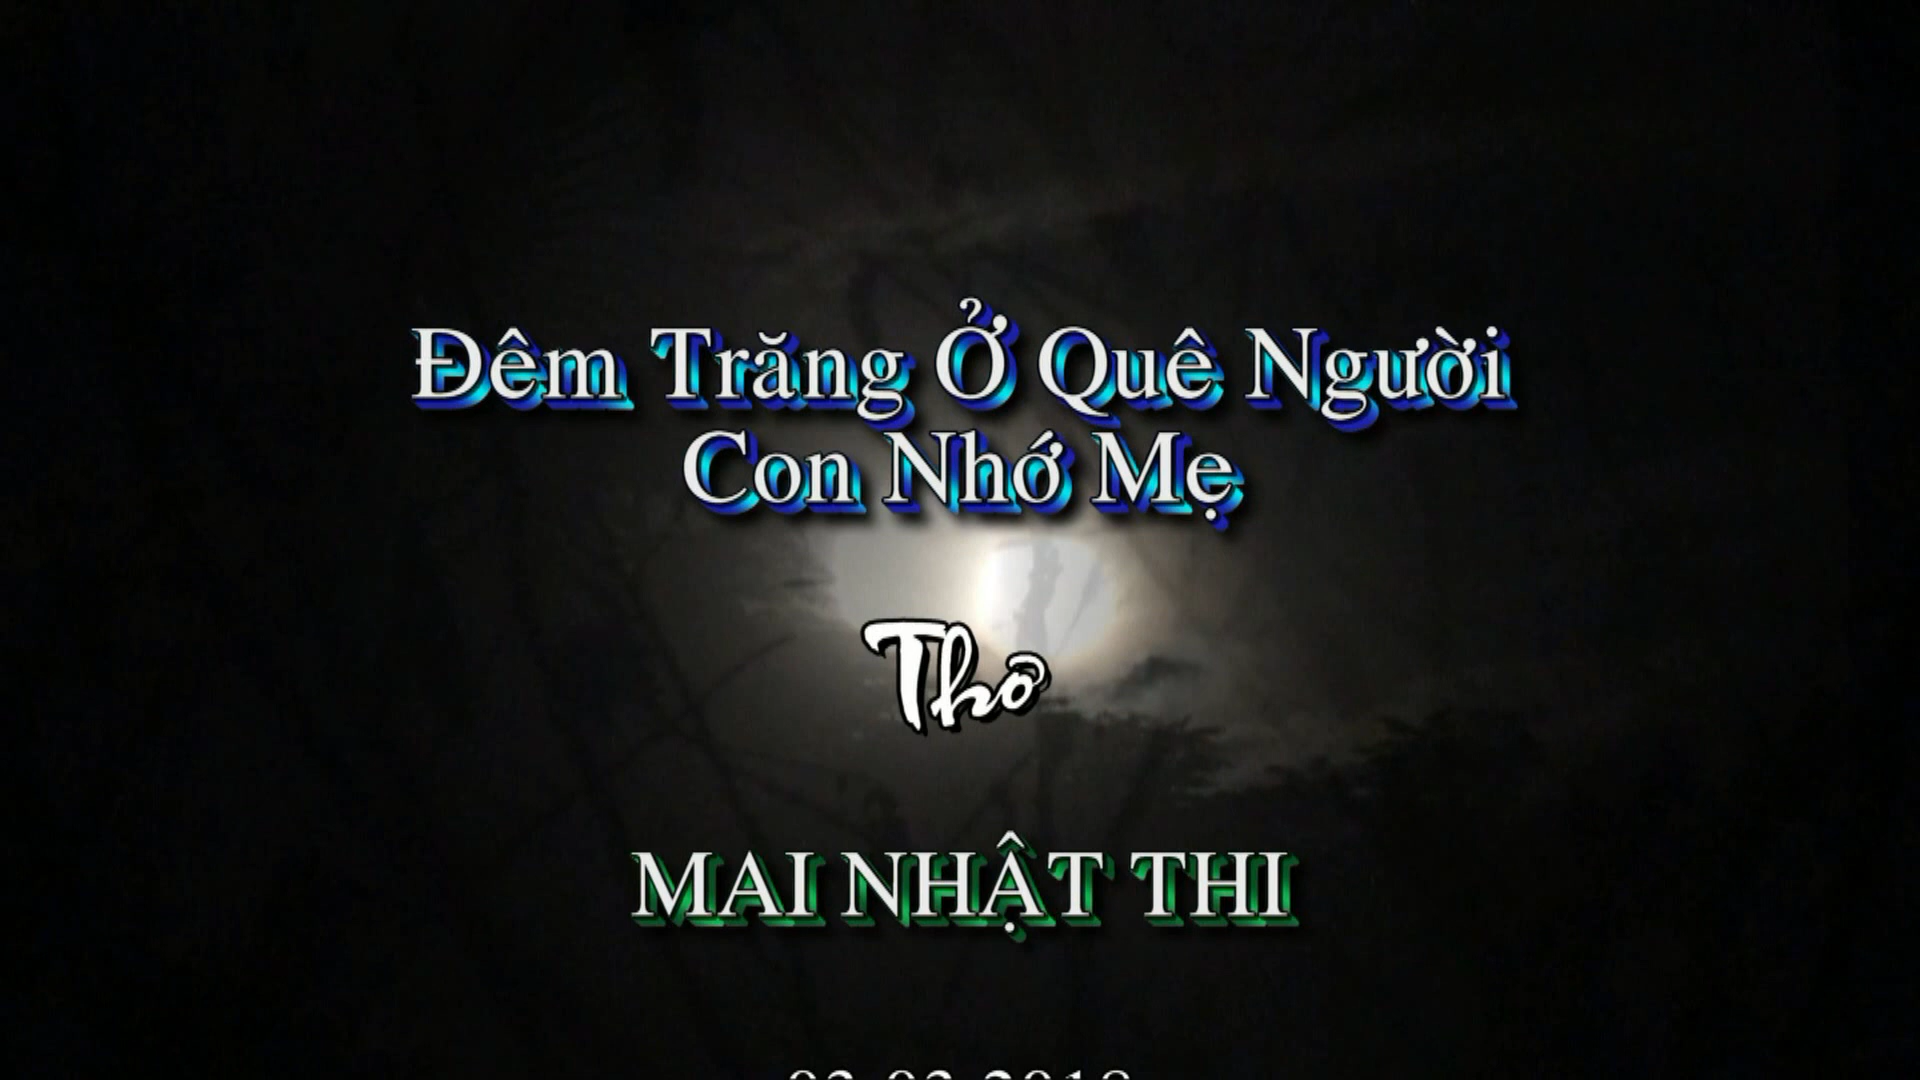 Đêm Trăng Ở Quê Người
Con Nhớ Mẹ
Thơ
MAI NHẬT THI